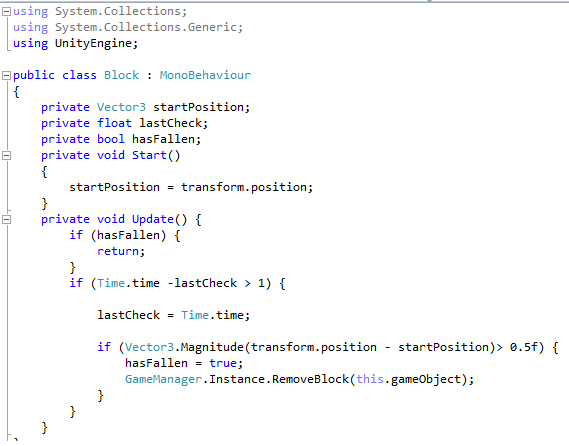 using System.Collections;
using System.Collections.Generic;
using UnityEngine;

public class Block : MonoBehaviour
{
    private Vector3 startPosition;
    private float lastCheck;
    private bool hasFallen;
    private void Start()
    {
        startPosition = transform.position;
    }
    private void Update() {
        if (hasFallen) {
            return;
        }
        if (Time.time -lastCheck > 1) {

            lastCheck = Time.time;

            if (Vector3.Magnitude(transform.position - startPosition)> 0.5f) {
                hasFallen = true;
                GameManager.Instance.RemoveBlock(this.gameObject);
            }
        }
    }